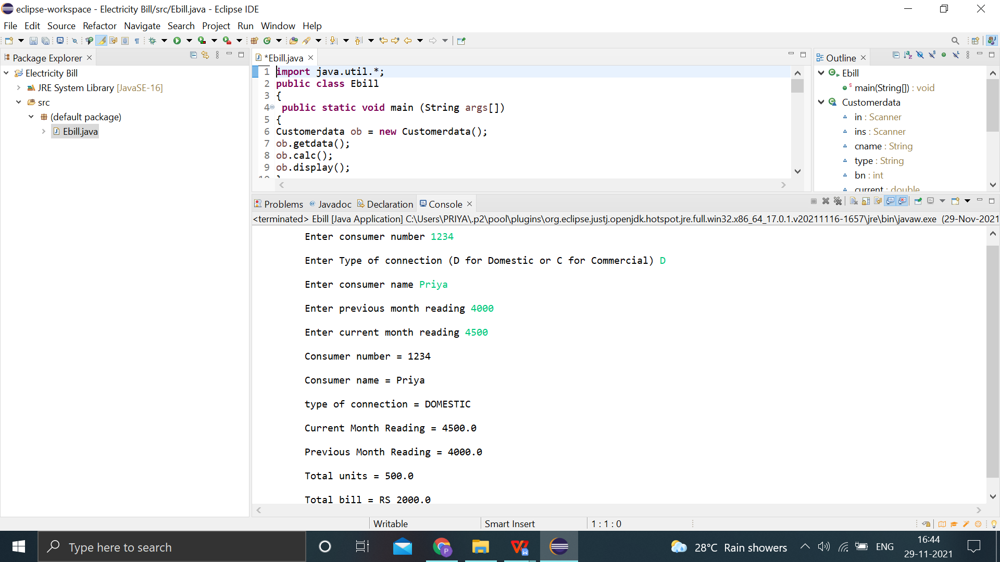 eclipse-workspace - Electricity Bill/src/Ebill.java - Eclipse IDE
File Edit Source Refactor Navigate Search Project Run Window Help
Package Explorer
Electricity Bill
JRE System Library [JavaSE-16]
src
(default package)
Ebill.java
*Ebill.java
1 import java.util.*;
2 public class Ebill
3 {
4 public static void main (String args[])
5 {
6 Customerdata ob = new Customerdata();
7 ob.getdata();
8 ob.calc();
9 ob.display();
Outline
Ebill
main(String[]) : void
Customerdata
in : Scanner
ins : Scanner
cname : String
type : String
bn : int
current : double
Problems Javadoc Declaration Console
<terminated> Ebill [Java Application] C:\Users\PRIYA\.p2\pool\plugins\org.eclipse.justj.openjdk.hotspot.jre.full.win32.x86_64_17.0.1.v20211116-1657\jre\bin\javaw.exe (29-Nov-2021
Enter consumer number 1234
Enter Type of connection (D for Domestic or C for Commercial) D
Enter consumer name Priya
Enter previous month reading 4000
Enter current month reading 4500
Consumer number = 1234
Consumer name = Priya
type of connection = DOMESTIC
Current Month Reading = 4500.0
Previous Month Reading = 4000.0
Total units = 500.0
Total bill = RS 2000.0
Writable Smart Insert 1 : 1 : 0
Type here to search
28°C Rain showers ENG
16:44
29-11-2021